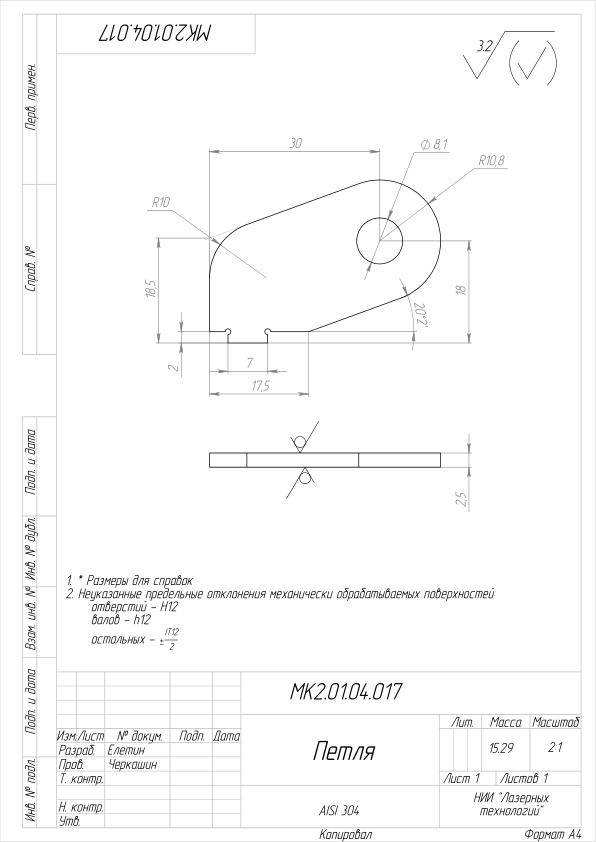 МК2.01.04.017
3.2
Перв. примен.
Справ. №
30
⌀ 8,1
R10,8
R10
18,5
18
20°2'
2
7
17,5
2,5
1. * Размеры для справок
2. Неуказанные предельные отклонения механически обрабатываемых поверхностей:
отверстий – Н12
валов – h12
остальных – ± IT12/2
Подп. и дата
Инв. № дубл.
Взам. инв. №
Подп. и дата
Инв. № подл.
МК2.01.04.017
Изм. Лист № докум. Подп. Дата
Разраб. Елетин
Пров. Черкашин
Т. контр.
Н. контр.
Утв.
Петля
Лит. Масса Масштаб
15.29 2:1
Лист 1 Листов 1
AISI 304
НИИ "Лазерных
технологий"
Копировал
Формат А4